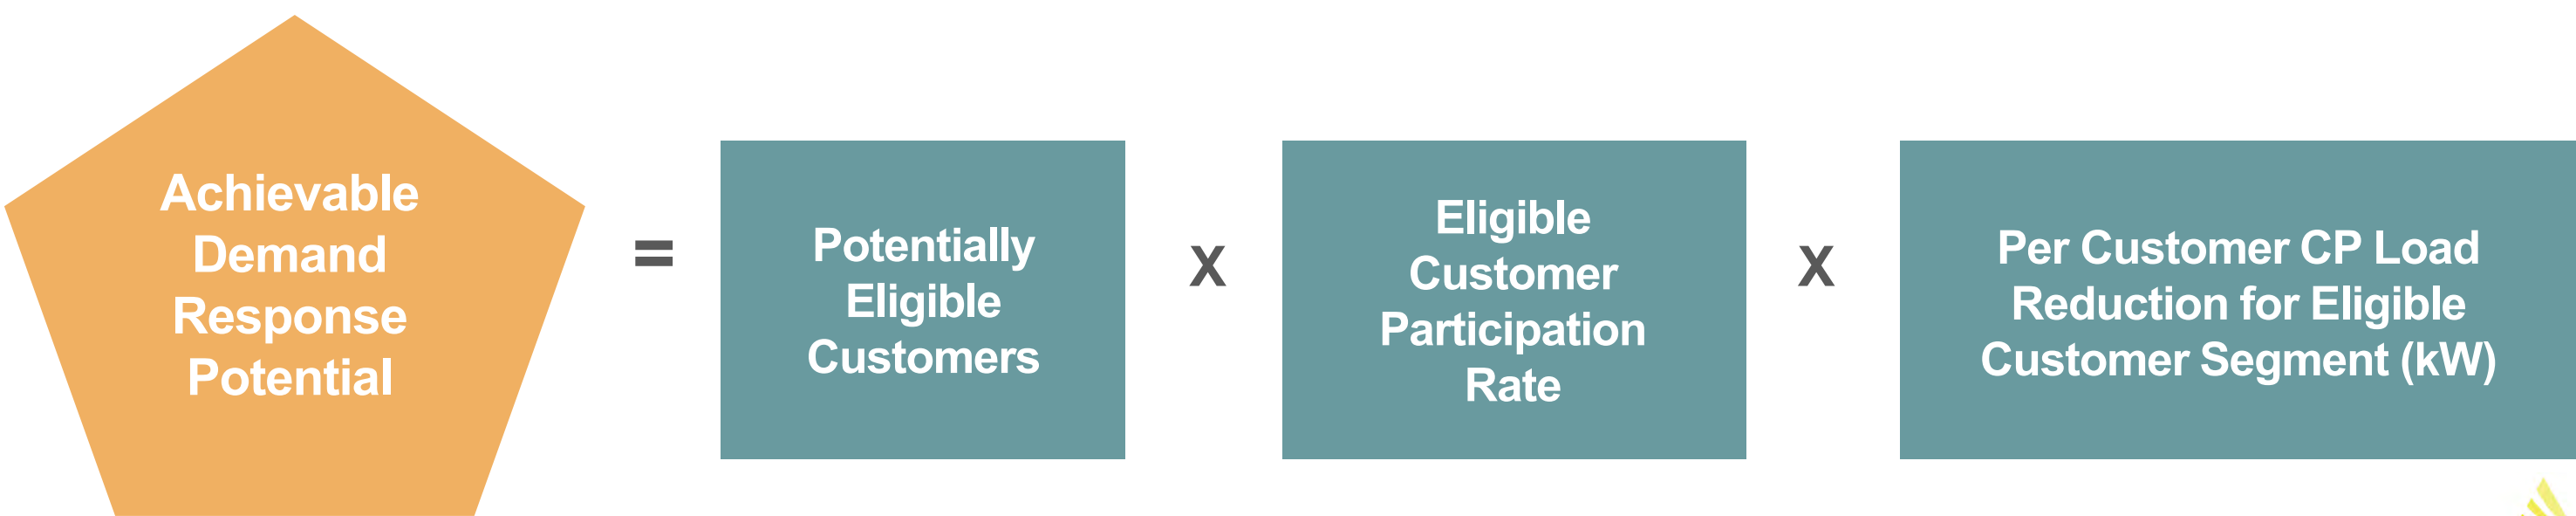 Achievable
Demand
Response
Potential
=
Potentially
Eligible
Customers
x
Eligible
Customer
Participation
Rate
x
Per Customer CP Load
Reduction for Eligible
Customer Segment (kW)